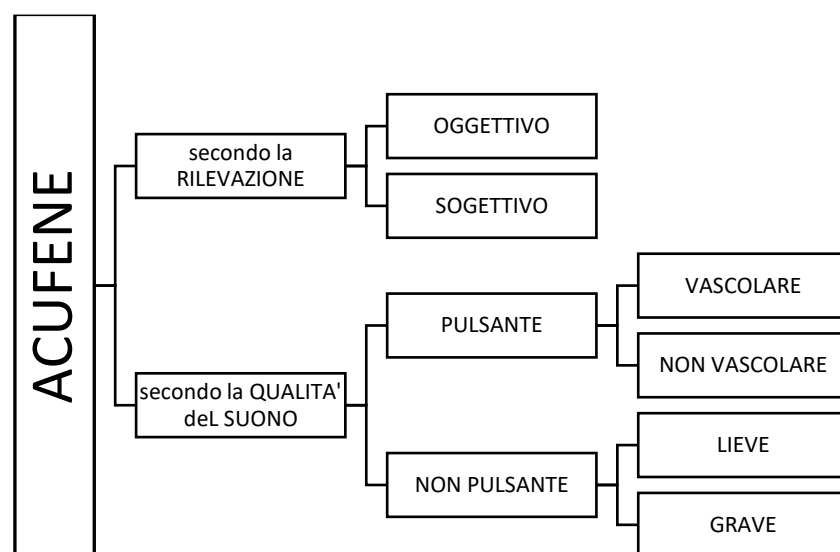 ACUFENE
secondo la
RILEVAZIONE
OGGETTIVO
SOGETTIVO
secondo la QUALITA'
deL SUONO
PULSANTE
VASCOLARE
NON VASCOLARE
NON PULSANTE
LIEVE
GRAVE